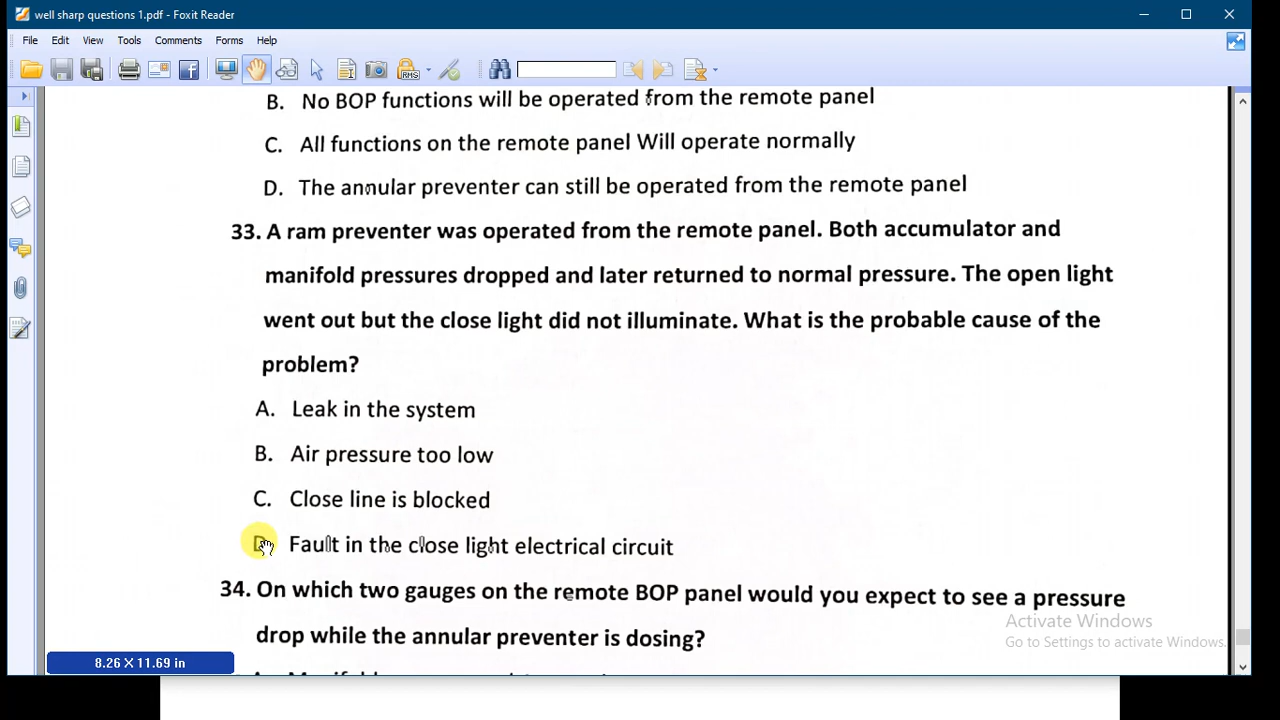 well sharp questions 1.pdf - Foxit Reader
File Edit View Tools Comments Forms Help
RMS
B. No BOP functions will be operated from the remote panel
C. All functions on the remote panel Will operate normally
D. The annular preventer can still be operated from the remote panel
33. A ram preventer was operated from the remote panel. Both accumulator and
manifold pressures dropped and later returned to normal pressure. The open light
went out but the close light did not illuminate. What is the probable cause of the
problem?
A. Leak in the system
B. Air pressure too low
C. Close line is blocked
D. Fault in the close light electrical circuit
34. On which two gauges on the remote BOP panel would you expect to see a pressure
drop while the annular preventer is dosing?
Activate Windows
Go to Settings to activate Windows.
8.26 X 11.69 in